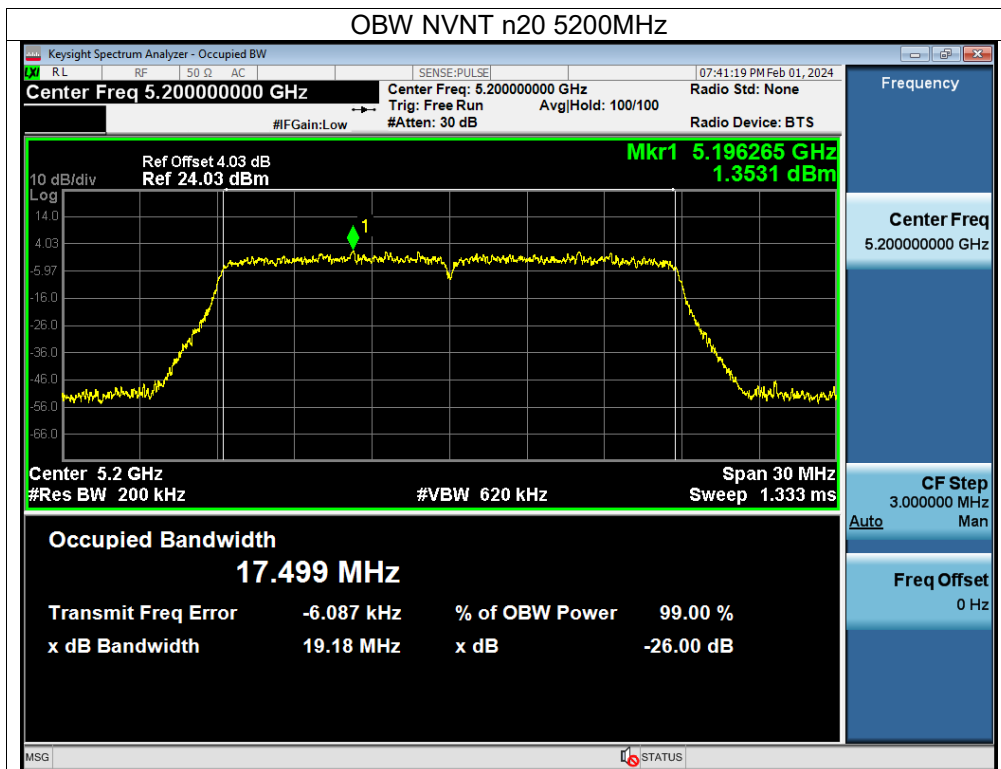 OBW NVNT n20 5200MHz
Keysight Spectrum Analyzer - Occupied BW
LXI RL RF 50 Ω AC SENSE:PULSE 07:41:19 PM Feb 01, 2024
Center Freq 5.200000000 GHz
Center Freq: 5.200000000 GHz
Radio Std: None
Trig: Free Run Avg|Hold: 100/100
#IFGain:Low #Atten: 30 dB Radio Device: BTS
Mkr1 5.196265 GHz
1.3531 dBm
Ref Offset 4.03 dB
10 dB/div Ref 24.03 dBm
Log
14.0
1
4.03
-5.97
-16.0
-26.0
-36.0
-46.0
-56.0
-66.0
Center 5.2 GHz Span 30 MHz
#Res BW 200 kHz #VBW 620 kHz Sweep 1.333 ms
Occupied Bandwidth
17.499 MHz
Transmit Freq Error -6.087 kHz % of OBW Power 99.00 %
x dB Bandwidth 19.18 MHz x dB -26.00 dB
Frequency
Center Freq
5.200000000 GHz
CF Step
3.000000 MHz
Auto Man
Freq Offset
0 Hz
MSG STATUS